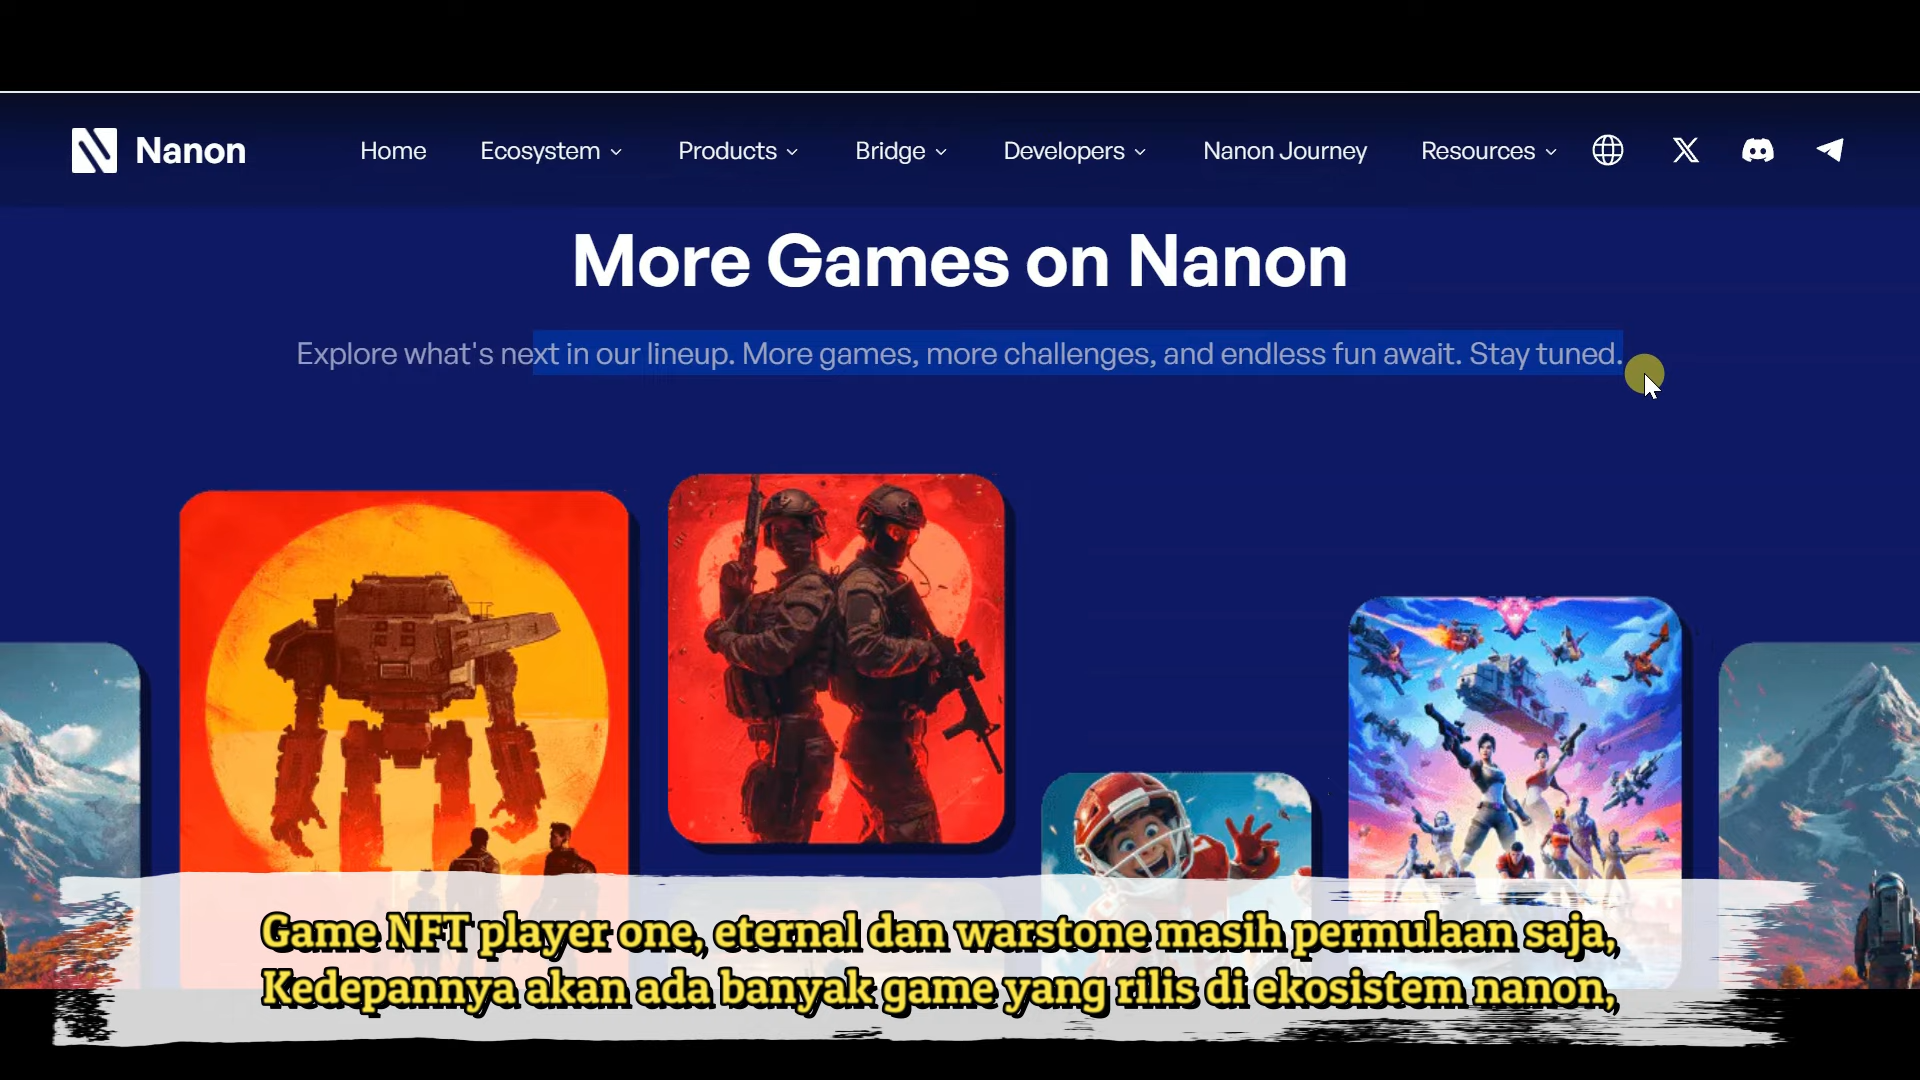 Nanon
Home
Ecosystem
Products
Bridge
Developers
Nanon Journey
Resources
More Games on Nanon
Explore what's next in our lineup. More games, more challenges, and endless fun await. Stay tuned.
Game NFT player one, eternal dan warstone masih permulaan saja,
Kedepannya akan ada banyak game yang rilis di ekosistem nanon,